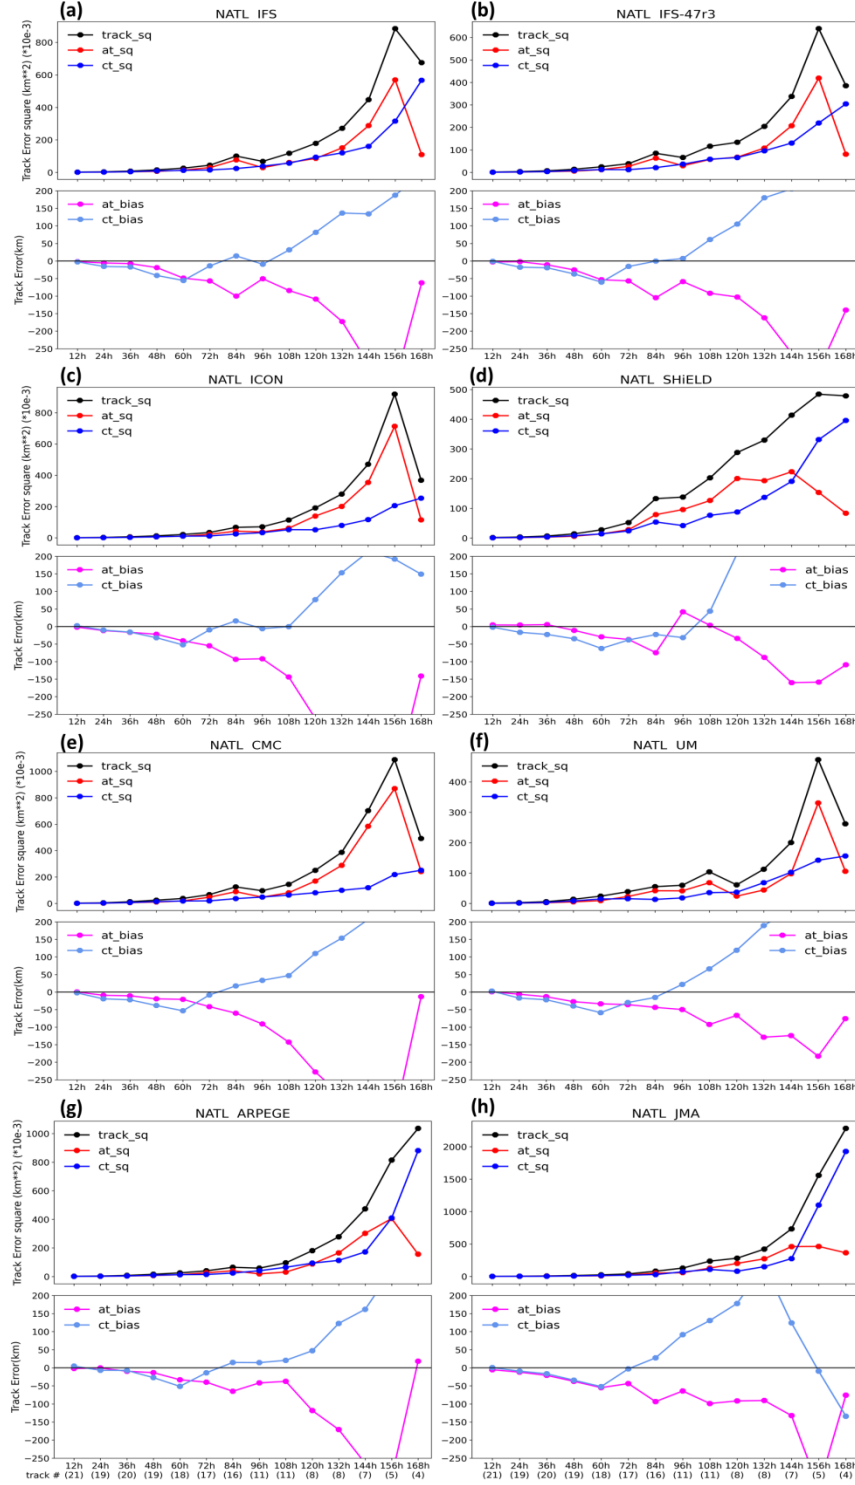 (a) NATL IFS
track_sq
at_sq
ct_sq
800
600
400
200
0
Track Error square (km**2) (*10e-3)
at_bias
ct_bias
200
150
100
50
0
−50
−100
−150
−200
−250
Track Error(km)
12h 24h 36h 48h 60h 72h 84h 96h 108h 120h 132h 144h 156h 168h
(b) NATL IFS-47r3
track_sq
at_sq
ct_sq
600
500
400
300
200
100
0
at_bias
ct_bias
200
150
100
50
0
−50
−100
−150
−200
−250
12h 24h 36h 48h 60h 72h 84h 96h 108h 120h 132h 144h 156h 168h
(c) NATL ICON
track_sq
at_sq
ct_sq
800
600
400
200
0
Track Error square (km**2) (*10e-3)
at_bias
ct_bias
200
150
100
50
0
−50
−100
−150
−200
−250
Track Error(km)
12h 24h 36h 48h 60h 72h 84h 96h 108h 120h 132h 144h 156h 168h
(d) NATL SHiELD
track_sq
at_sq
ct_sq
500
400
300
200
100
0
at_bias
ct_bias
200
150
100
50
0
−50
−100
−150
−200
−250
12h 24h 36h 48h 60h 72h 84h 96h 108h 120h 132h 144h 156h 168h
(e) NATL CMC
track_sq
at_sq
ct_sq
1000
800
600
400
200
0
Track Error square (km**2) (*10e-3)
at_bias
ct_bias
200
150
100
50
0
−50
−100
−150
−200
−250
Track Error(km)
12h 24h 36h 48h 60h 72h 84h 96h 108h 120h 132h 144h 156h 168h
(f) NATL UM
track_sq
at_sq
ct_sq
400
300
200
100
0
at_bias
ct_bias
200
150
100
50
0
−50
−100
−150
−200
−250
12h 24h 36h 48h 60h 72h 84h 96h 108h 120h 132h 144h 156h 168h
(g) NATL ARPEGE
track_sq
at_sq
ct_sq
1000
800
600
400
200
0
Track Error square (km**2) (*10e-3)
at_bias
ct_bias
200
150
100
50
0
−50
−100
−150
−200
−250
Track Error(km)
12h 24h 36h 48h 60h 72h 84h 96h 108h 120h 132h 144h 156h 168h
track # (21) (19) (20) (19) (18) (17) (16) (11) (11) (8) (8) (7) (5) (4)
(h) NATL JMA
track_sq
at_sq
ct_sq
2000
1500
1000
500
0
at_bias
ct_bias
200
150
100
50
0
−50
−100
−150
−200
−250
12h 24h 36h 48h 60h 72h 84h 96h 108h 120h 132h 144h 156h 168h
(21) (19) (20) (19) (18) (17) (16) (11) (11) (8) (8) (7) (5) (4)